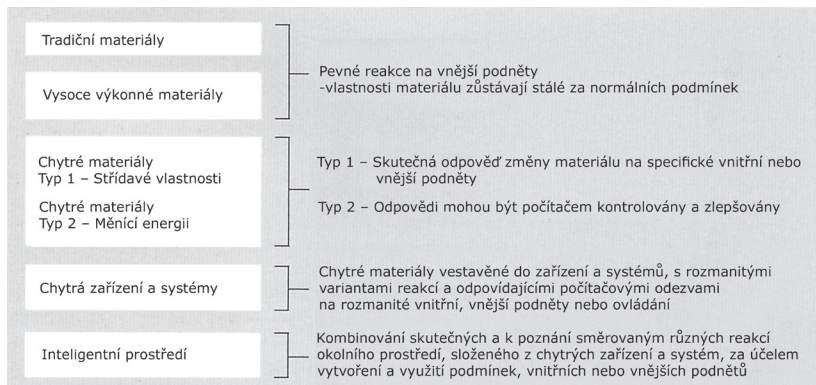 Tradiční materiály
Vysoce výkonné materiály
Pevné reakce na vnější podněty
-vlastnosti materiálu zůstávají stálé za normálních podmínek
Chytré materiály
Typ 1 – Střídavé vlastnosti
Chytré materiály
Typ 2 – Měnící energii
Typ 1 – Skutečná odpověď změny materiálu na specifické vnitřní nebo
vnější podněty
Typ 2 – Odpovědi mohou být počítačem kontrolovány a zlepšovány
Chytrá zařízení a systémy
Chytré materiály vestavěné do zařízení a systémů, s rozmanitými
variantami reakcí a odpovídajícími počítačovými odezvami
na rozmanité vnitřní, vnější podněty nebo ovládání
Inteligentní prostředí
Kombinování skutečných a k poznání směrovaným různých reakcí
okolního prostředí, složeného z chytrých zařízení a systém, za účelem
vytvoření a využití podmínek, vnitřních nebo vnějších podnětů